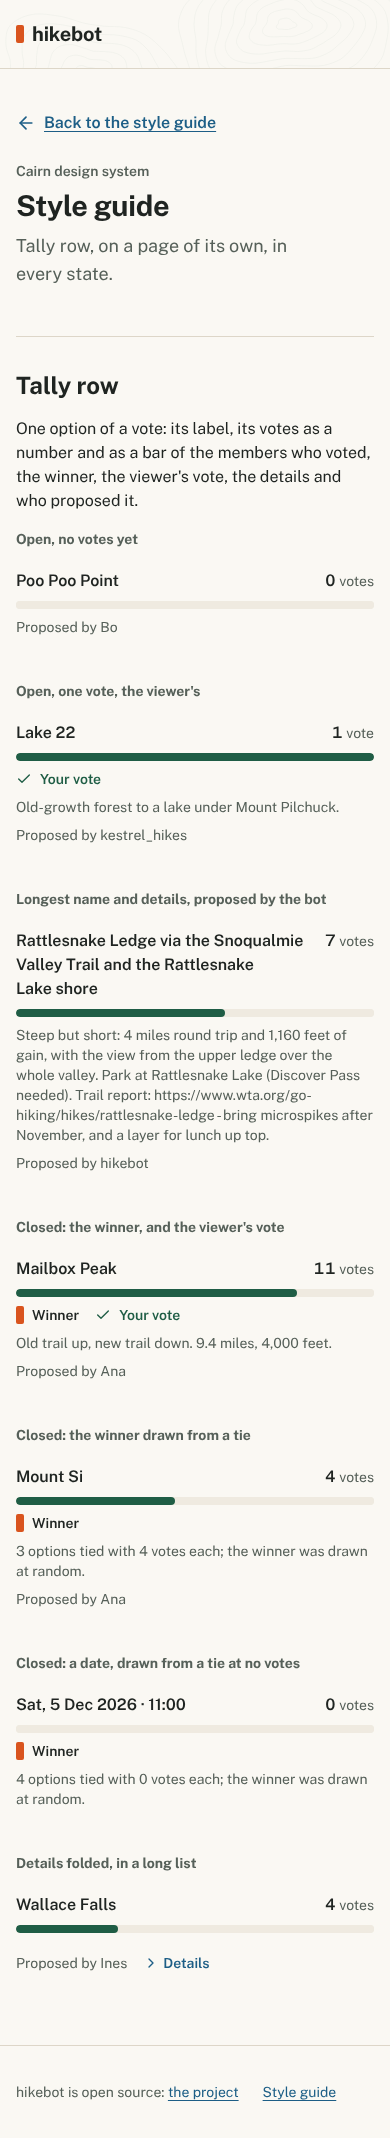 hikebot
Back to the style guide
Cairn design system
Style guide
Tally row, on a page of its own, in
every state.
Tally row
One option of a vote: its label, its votes as a
number and as a bar of the members who voted,
the winner, the viewer's vote, the details and
who proposed it.
Open, no votes yet
Poo Poo Point 0 votes
Proposed by Bo
Open, one vote, the viewer's
Lake 22 1 vote
Your vote
Old-growth forest to a lake under Mount Pilchuck.
Proposed by kestrel_hikes
Longest name and details, proposed by the bot
Rattlesnake Ledge via the Snoqualmie 7 votes
Valley Trail and the Rattlesnake
Lake shore
Steep but short: 4 miles round trip and 1,160 feet of
gain, with the view from the upper ledge over the
whole valley. Park at Rattlesnake Lake (Discover Pass
needed). Trail report: https://www.wta.org/go-
hiking/hikes/rattlesnake-ledge - bring microspikes after
November, and a layer for lunch up top.
Proposed by hikebot
Closed: the winner, and the viewer's vote
Mailbox Peak 11 votes
Winner Your vote
Old trail up, new trail down. 9.4 miles, 4,000 feet.
Proposed by Ana
Closed: the winner drawn from a tie
Mount Si 4 votes
Winner
3 options tied with 4 votes each; the winner was drawn
at random.
Proposed by Ana
Closed: a date, drawn from a tie at no votes
Sat, 5 Dec 2026 · 11:00 0 votes
Winner
4 options tied with 0 votes each; the winner was drawn
at random.
Details folded, in a long list
Wallace Falls 4 votes
Proposed by Ines Details
hikebot is open source: the project Style guide